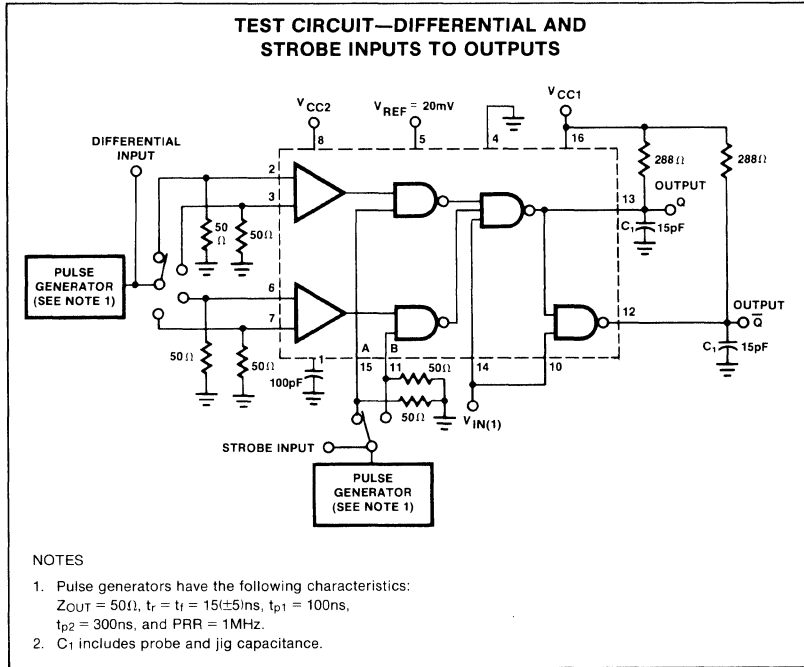 TEST CIRCUIT—DIFFERENTIAL AND
STROBE INPUTS TO OUTPUTS
VCC2
8
VREF = 20mV
5
4
VCC1
16
DIFFERENTIAL
INPUT
2
3
50
Ω
50Ω
288Ω
288Ω
OUTPUT
Q
13
C1
15pF
PULSE
GENERATOR
(SEE NOTE 1)
6
7
50Ω
50Ω
12
OUTPUT
Q̅
C1
15pF
A
B
1
100pF
15
11
50Ω
50Ω
14
10
VIN(1)
STROBE INPUT
PULSE
GENERATOR
(SEE NOTE 1)
NOTES
1. Pulse generators have the following characteristics:
ZOUT = 50Ω, tr = tf = 15(±5)ns, tp1 = 100ns,
tp2 = 300ns, and PRR = 1MHz.
2. C1 includes probe and jig capacitance.